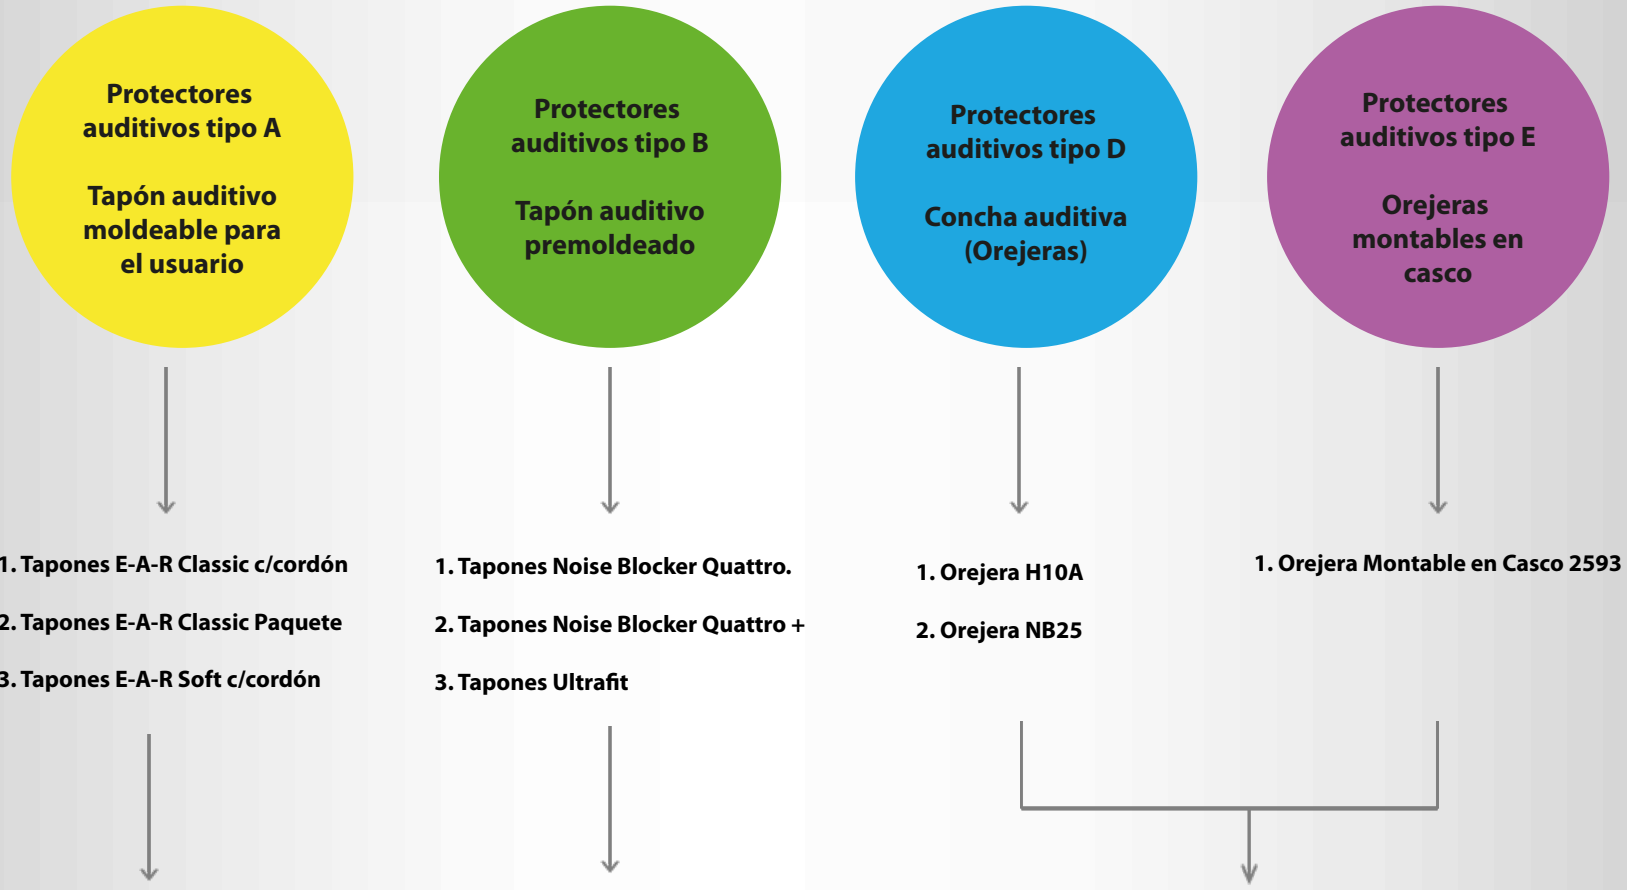 Protectores
auditivos tipo A
Tapón auditivo
moldeable para
el usuario
Protectores
auditivos tipo B
Tapón auditivo
premoldeado
Protectores
auditivos tipo D
Concha auditiva
(Orejeras)
Protectores
auditivos tipo E
Orejeras
montables en
casco
1. Tapones E-A-R Classic c/cordón
2. Tapones E-A-R Classic Paquete
3. Tapones E-A-R Soft c/cordón
1. Tapones Noise Blocker Quattro.
2. Tapones Noise Blocker Quattro +
3. Tapones Ultrafit
1. Orejera H10A
2. Orejera NB25
1. Orejera Montable en Casco 2593